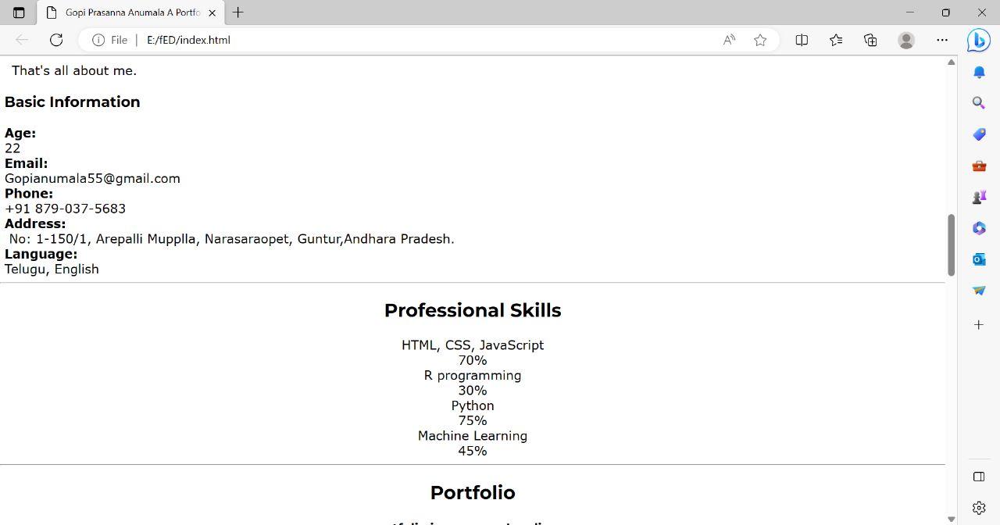 Gopi Prasanna Anumala A Portfo
File | E:/fED/index.html
That's all about me.
Basic Information
Age:
22
Email:
Gopianumala55@gmail.com
Phone:
+91 879-037-5683
Address:
No: 1-150/1, Arepalli Mupplla, Narasaraopet, Guntur,Andhara Pradesh.
Language:
Telugu, English
Professional Skills
HTML, CSS, JavaScript
70%
R programming
30%
Python
75%
Machine Learning
45%
Portfolio